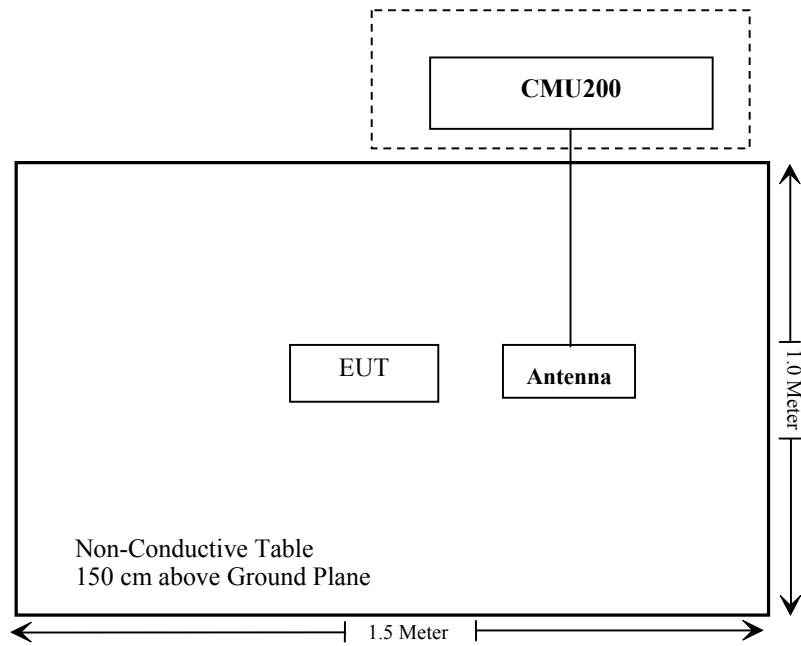 CMU200
EUT
Antenna
1.0 Meter
Non-Conductive Table
150 cm above Ground Plane
1.5 Meter